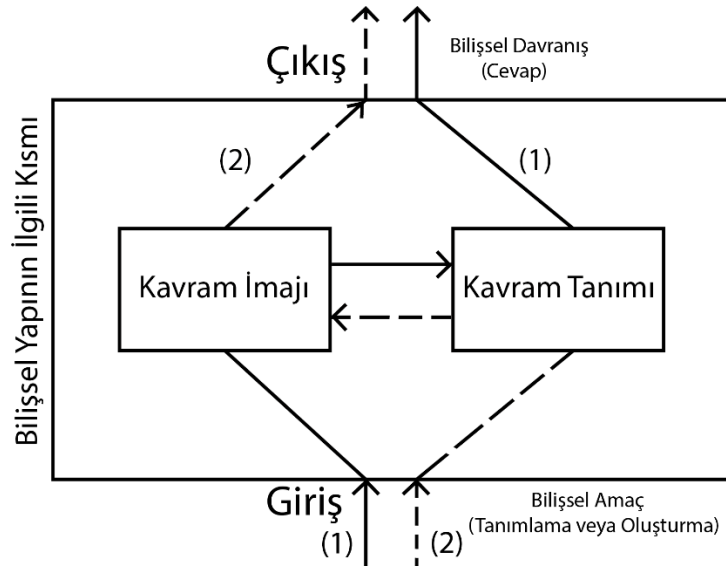 Çıkış
Bilişsel Davranış
(Cevap)
Bilişsel Yapının İlgili Kısmı
(2)
(1)
Kavram İmajı
Kavram Tanımı
Giriş
Bilişsel Amaç
(Tanımlama veya Oluşturma)
(1)
(2)